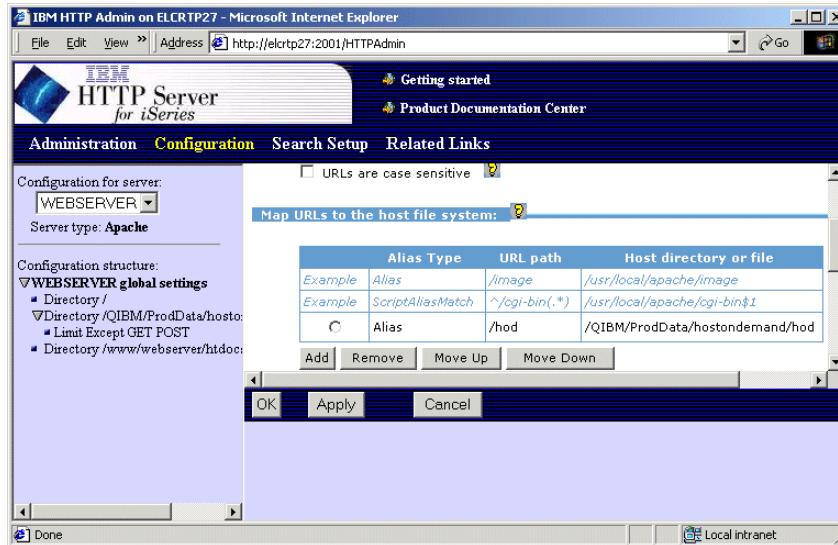 IBM HTTP Admin on ELCRTP27 - Microsoft Internet Explorer
File Edit View » Address http://elcrtp27:2001/HTTPAdmin Go
IBM
HTTP Server
for iSeries
Getting started
Product Documentation Center
Administration Configuration Search Setup Related Links
Configuration for server:
WEBSERVER
Server type: Apache
Configuration structure:
WEBSERVER global settings
Directory /
Directory /QIBM/ProdData/hosto
Limit Except GET POST
Directory /www/webserver/htdoc
URLs are case sensitive ?
Map URLs to the host file system: ?
Alias Type URL path Host directory or file
Example Alias /image /usr/local/apache/image
Example ScriptAliasMatch ^/cgi-bin(.*) /usr/local/apache/cgi-bin$1
Alias /hod /QIBM/ProdData/hostondemand/hod
Add Remove Move Up Move Down
OK Apply Cancel
Done Local intranet